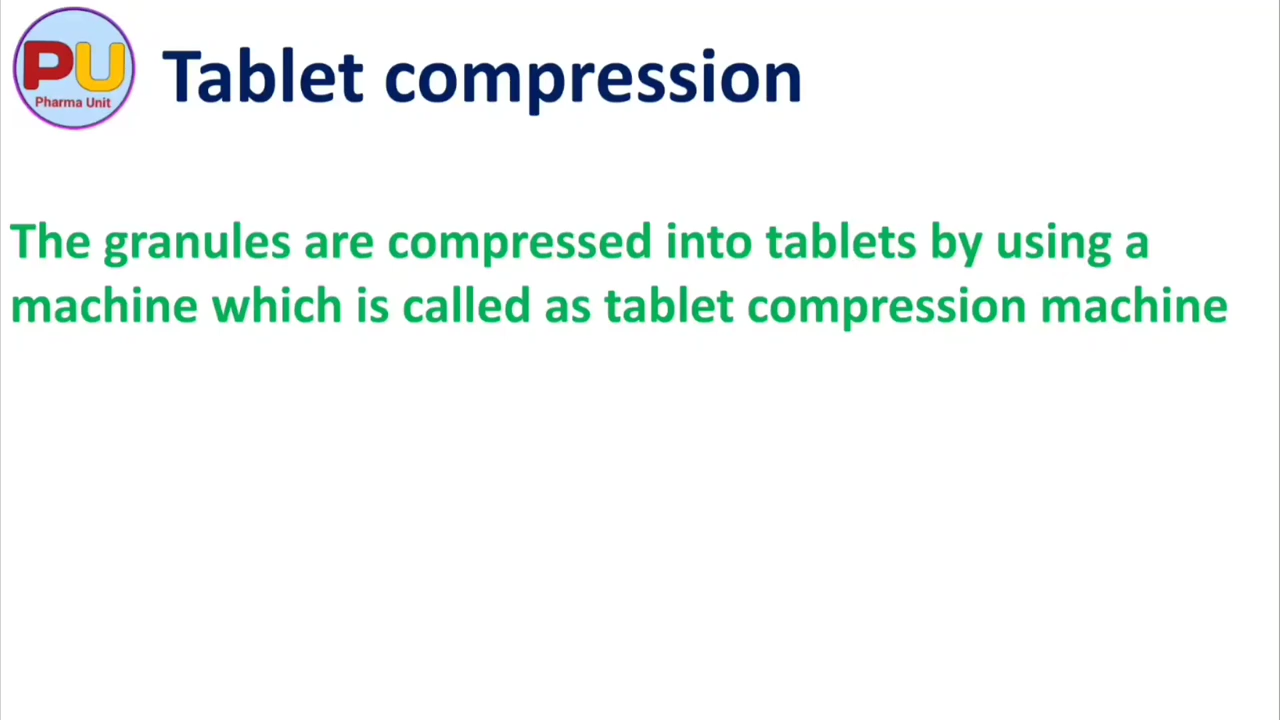 PU
Pharma Unit
Tablet compression
The granules are compressed into tablets by using a
machine which is called as tablet compression machine